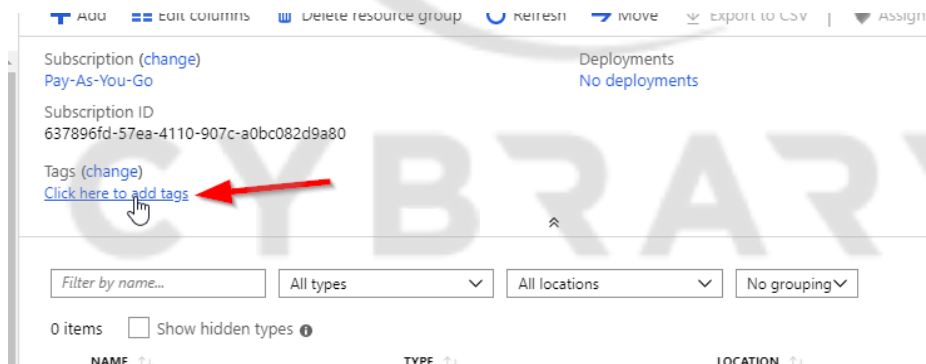 Add Edit columns Delete resource group Refresh Move Export to CSV Assign
Subscription (change)
Pay-As-You-Go
Deployments
No deployments
Subscription ID
637896fd-57ea-4110-907c-a0bc082d9a80
Tags (change)
Click here to add tags
CYBRARY
Filter by name...
All types
All locations
No grouping
0 items
Show hidden types
NAME
TYPE
LOCATION